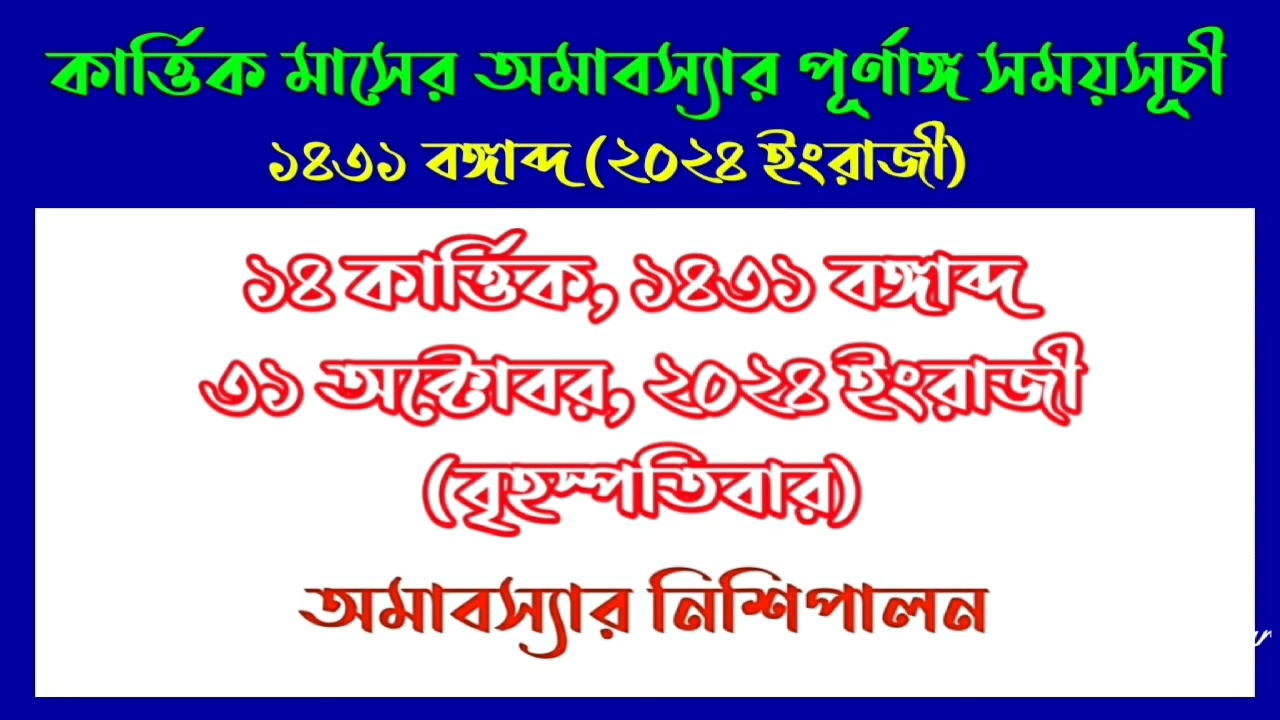 কার্ত্তিক মাসের অমাবস্যার পূর্ণাঙ্গ সময়সূচী
১৪৩১ বঙ্গাব্দ (২০২৪ ইংরাজী)
১৪ কার্ত্তিক, ১৪৩১ বঙ্গাব্দ
৩১ অক্টোবর, ২০২৪ ইংরাজী
(বৃহস্পতিবার)
অমাবস্যার নিশিপালন